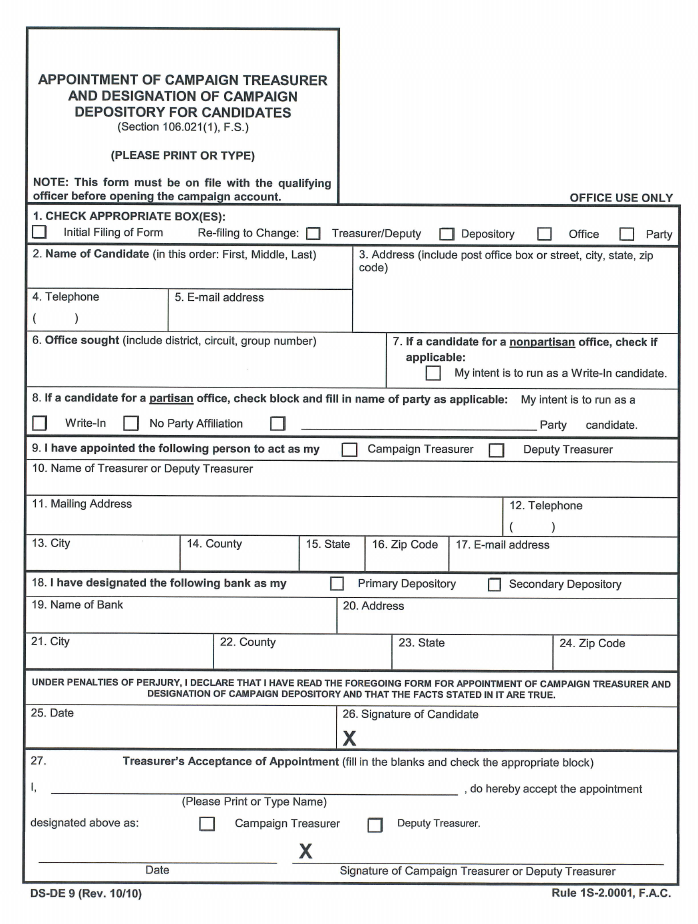 APPOINTMENT OF CAMPAIGN TREASURER
AND DESIGNATION OF CAMPAIGN
DEPOSITORY FOR CANDIDATES
(Section 106.021(1), F.S.)
(PLEASE PRINT OR TYPE)
NOTE: This form must be on file with the qualifying
officer before opening the campaign account.
OFFICE USE ONLY
1. CHECK APPROPRIATE BOX(ES):
Initial Filing of Form Re-filing to Change: Treasurer/Deputy Depository Office Party
2. Name of Candidate (in this order: First, Middle, Last)
3. Address (include post office box or street, city, state, zip
code)
4. Telephone
( )
5. E-mail address
6. Office sought (include district, circuit, group number)
7. If a candidate for a nonpartisan office, check if
applicable:
My intent is to run as a Write-In candidate.
8. If a candidate for a partisan office, check block and fill in name of party as applicable: My intent is to run as a
Write-In No Party Affiliation Party candidate.
9. I have appointed the following person to act as my Campaign Treasurer Deputy Treasurer
10. Name of Treasurer or Deputy Treasurer
11. Mailing Address
12. Telephone
( )
13. City 14. County 15. State 16. Zip Code 17. E-mail address
18. I have designated the following bank as my Primary Depository Secondary Depository
19. Name of Bank 20. Address
21. City 22. County 23. State 24. Zip Code
UNDER PENALTIES OF PERJURY, I DECLARE THAT I HAVE READ THE FOREGOING FORM FOR APPOINTMENT OF CAMPAIGN TREASURER AND
DESIGNATION OF CAMPAIGN DEPOSITORY AND THAT THE FACTS STATED IN IT ARE TRUE.
25. Date 26. Signature of Candidate
X
27. Treasurer's Acceptance of Appointment (fill in the blanks and check the appropriate block)
I, , do hereby accept the appointment
(Please Print or Type Name)
designated above as: Campaign Treasurer Deputy Treasurer.
X
Date Signature of Campaign Treasurer or Deputy Treasurer
DS-DE 9 (Rev. 10/10) Rule 1S-2.0001, F.A.C.